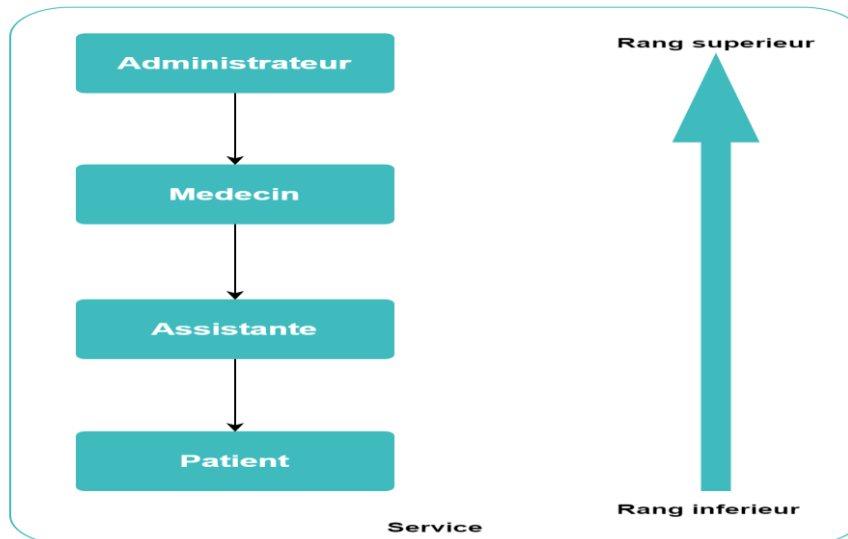 Administrateur
Rang superieur
Medecin
Assistante
Patient
Rang inferieur
Service